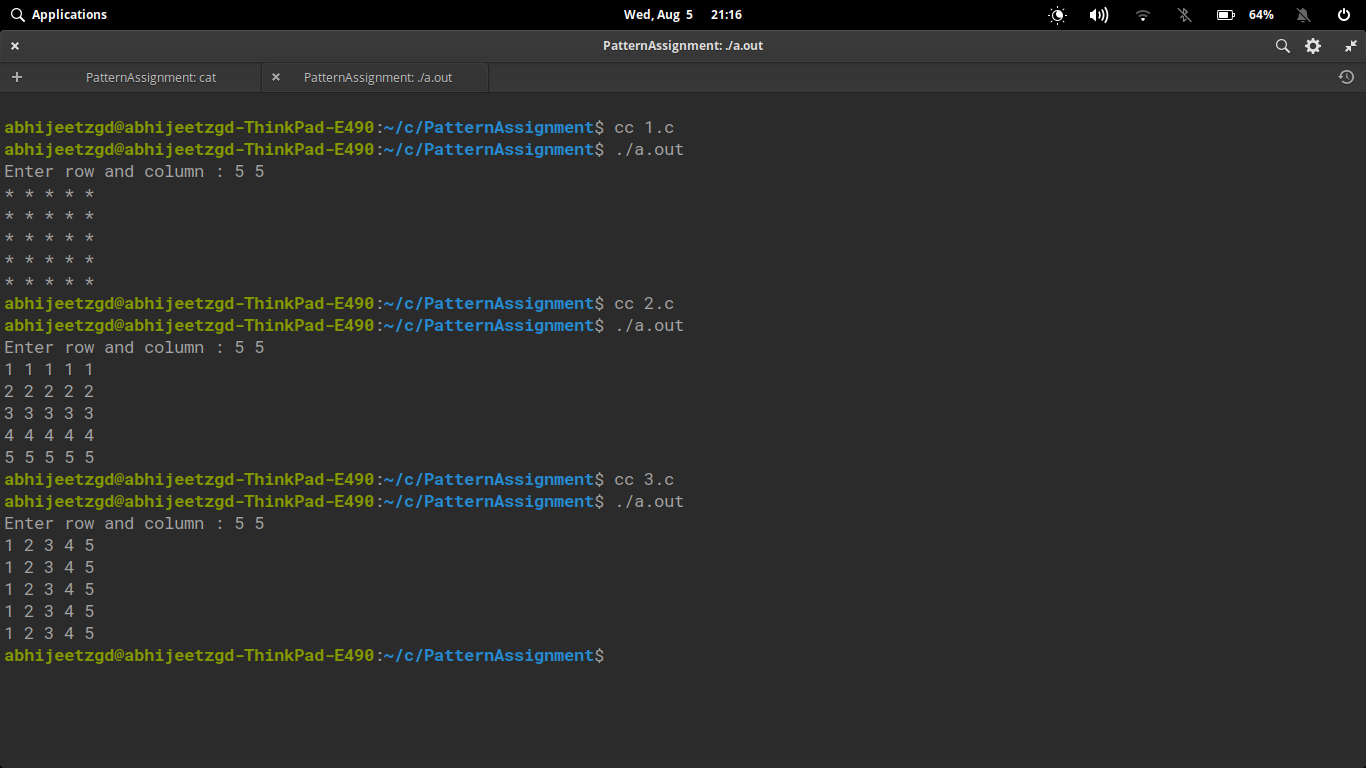 Applications
Wed, Aug 5 21:16
64%
PatternAssignment: ./a.out
PatternAssignment: cat
PatternAssignment: ./a.out
abhijeetzgd@abhijeetzgd-ThinkPad-E490:~/c/PatternAssignment$ cc 1.c
abhijeetzgd@abhijeetzgd-ThinkPad-E490:~/c/PatternAssignment$ ./a.out
Enter row and column : 5 5
* * * * *
* * * * *
* * * * *
* * * * *
* * * * *
abhijeetzgd@abhijeetzgd-ThinkPad-E490:~/c/PatternAssignment$ cc 2.c
abhijeetzgd@abhijeetzgd-ThinkPad-E490:~/c/PatternAssignment$ ./a.out
Enter row and column : 5 5
1 1 1 1 1
2 2 2 2 2
3 3 3 3 3
4 4 4 4 4
5 5 5 5 5
abhijeetzgd@abhijeetzgd-ThinkPad-E490:~/c/PatternAssignment$ cc 3.c
abhijeetzgd@abhijeetzgd-ThinkPad-E490:~/c/PatternAssignment$ ./a.out
Enter row and column : 5 5
1 2 3 4 5
1 2 3 4 5
1 2 3 4 5
1 2 3 4 5
1 2 3 4 5
abhijeetzgd@abhijeetzgd-ThinkPad-E490:~/c/PatternAssignment$